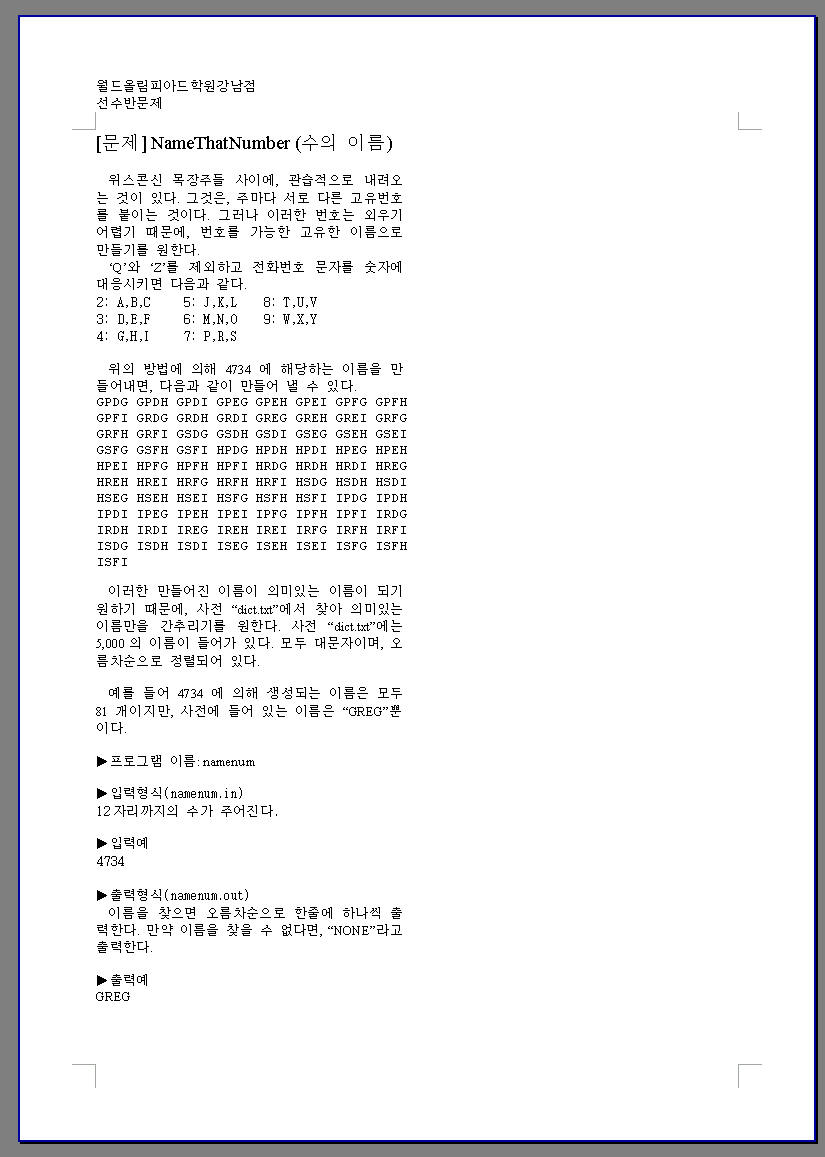 월드올림피아드학원강남점
선수반문제
[문제] NameThatNumber (수의 이름)
위스콘신 목장주들 사이에, 관습적으로 내려오
는 것이 있다. 그것은, 주마다 서로 다른 고유번호
를 붙이는 것이다. 그러나 이러한 번호는 외우기
어렵기 때문에, 번호를 가능한 고유한 이름으로
만들기를 원한다.
‘Q’와 ‘Z’를 제외하고 전화번호 문자를 숫자에
대응시키면 다음과 같다.
2: A,B,C 5: J,K,L 8: T,U,V
3: D,E,F 6: M,N,O 9: W,X,Y
4: G,H,I 7: P,R,S
위의 방법에 의해 4734 에 해당하는 이름을 만
들어내면, 다음과 같이 만들어 낼 수 있다.
GPDG GPDH GPDI GPEG GPEH GPEI GPFG GPFH
GPFI GRDG GRDH GRDI GREG GREH GREI GRFG
GRFH GRFI GSDG GSDH GSDI GSEG GSEH GSEI
GSFG GSFH GSFI HPDG HPDH HPDI HPEG HPEH
HPEI HPFG HPFH HPFI HRDG HRDH HRDI HREG
HREH HREI HRFG HRFH HRFI HSDG HSDH HSDI
HSEG HSEH HSEI HSFG HSFH HSFI IPDG IPDH
IPDI IPEG IPEH IPEI IPFG IPFH IPFI IRDG
IRDH IRDI IREG IREH IREI IRFG IRFH IRFI
ISDG ISDH ISDI ISEG ISEH ISEI ISFG ISFH
ISFI
이러한 만들어진 이름이 의미있는 이름이 되기
원하기 때문에, 사전 “dict.txt”에서 찾아 의미있는
이름만을 간추리기를 원한다. 사전 “dict.txt”에는
5,000 의 이름이 들어가 있다. 모두 대문자이며, 오
름차순으로 정렬되어 있다.
예를 들어 4734 에 의해 생성되는 이름은 모두
81 개이지만, 사전에 들어 있는 이름은 “GREG”뿐
이다.
▶프로그램 이름: namenum
▶입력형식(namenum.in)
12자리까지의 수가 주어진다.
▶입력예
4734
▶출력형식(namenum.out)
이름을 찾으면 오름차순으로 한줄에 하나씩 출
력한다. 만약 이름을 찾을 수 없다면, “NONE”라고
출력한다.
▶출력예
GREG